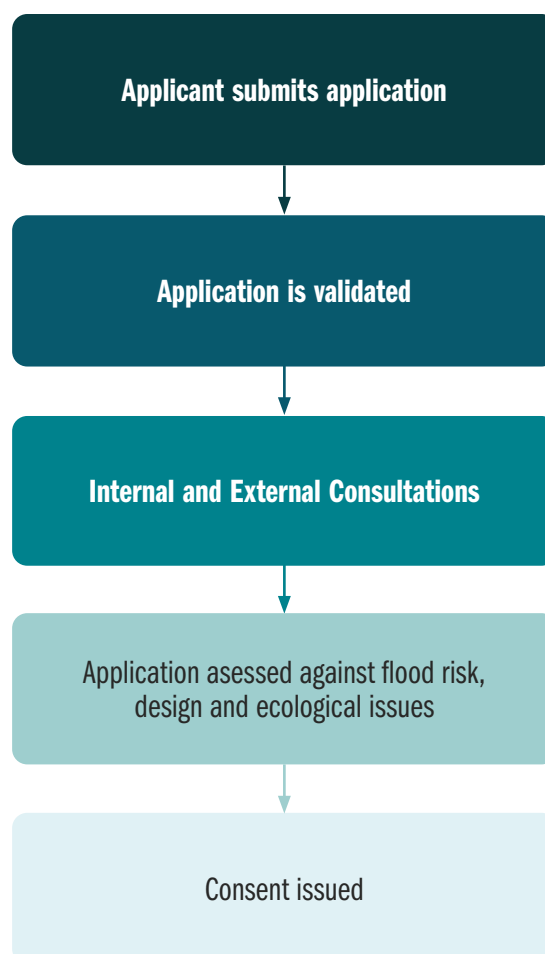 Applicant submits application
Application is validated
Internal and External Consultations
Application asessed against flood risk,
design and ecological issues
Consent issued